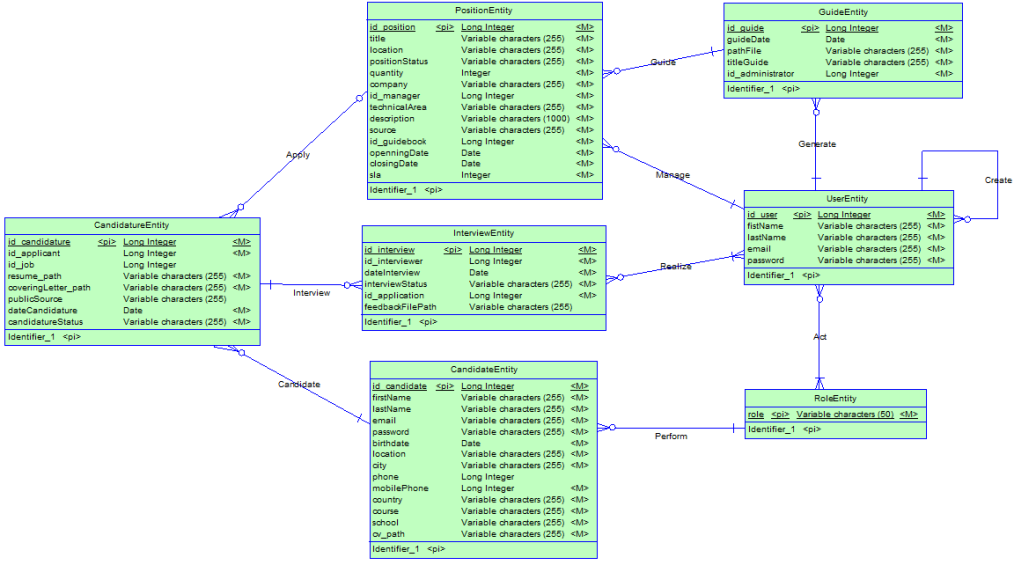 PositionEntity
id_position <pi> Long Integer <M>
title Variable characters (255) <M>
location Variable characters (255) <M>
positionStatus Variable characters (255) <M>
quantity Integer <M>
company Variable characters (255) <M>
id_manager Long Integer <M>
technicalArea Variable characters (255) <M>
description Variable characters (1000) <M>
source Variable characters (255) <M>
id_guidebook Long Integer <M>
openningDate Date <M>
closingDate Date <M>
sla Integer <M>
Identifier_1 <pi>
GuideEntity
id_guide <pi> Long Integer <M>
guideDate Date <M>
pathFile Variable characters (255) <M>
titleGuide Variable characters (255) <M>
id_administrator Long Integer <M>
Identifier_1 <pi>
Guide
Apply
Generate
Manage
Create
UserEntity
id_user <pi> Long Integer <M>
fistName Variable characters (255) <M>
lastName Variable characters (255) <M>
email Variable characters (255) <M>
password Variable characters (255) <M>
Identifier_1 <pi>
CandidatureEntity
id_candidature <pi> Long Integer <M>
id_applicant Long Integer <M>
id_job Long Integer
resume_path Variable characters (255) <M>
coveringLetter_path Variable characters (255) <M>
publicSource Variable characters (255)
dateCandidature Date <M>
candidatureStatus Variable characters (255) <M>
Identifier_1 <pi>
InterviewEntity
id_interview <pi> Long Integer <M>
id_interviewer Long Integer <M>
dateInterview Date <M>
interviewStatus Variable characters (255) <M>
id_application Long Integer <M>
feedbackFilePath Variable characters (255)
Identifier_1 <pi>
Interview
Realize
Act
CandidateEntity
id_candidate <pi> Long Integer <M>
firstName Variable characters (255) <M>
lastName Variable characters (255) <M>
email Variable characters (255) <M>
password Variable characters (255) <M>
birthdate Date <M>
location Variable characters (255) <M>
city Variable characters (255) <M>
phone Long Integer
mobilePhone Long Integer <M>
country Variable characters (255) <M>
course Variable characters (255) <M>
school Variable characters (255) <M>
cv_path Variable characters (255) <M>
Identifier_1 <pi>
Candidate
Perform
RoleEntity
role <pi> Variable characters (50) <M>
Identifier_1 <pi>